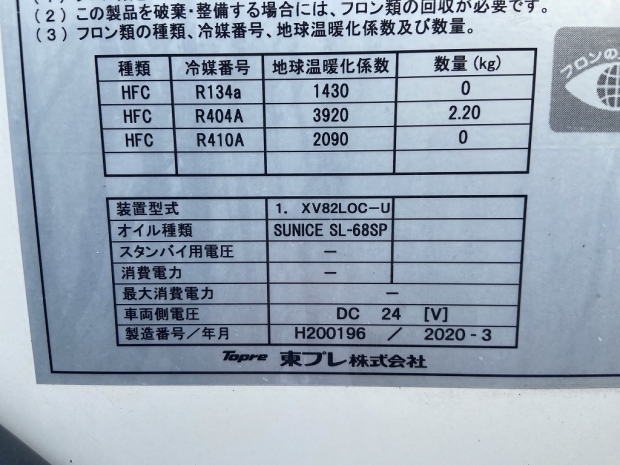 (2) この製品を破棄・整備する場合には、フロン類の回収が必要です。
(3) フロン類の種類、冷媒番号、地球温暖化係数及び数量。
種類 冷媒番号 地球温暖化係数 数量 (kg)
HFC R134a 1430 0
HFC R404A 3920 2.20
HFC R410A 2090 0
フロンの
装置型式 1. XV82LOC-U
オイル種類 SUNICE SL-68SP
スタンバイ用電圧 －
消費電力 －
最大消費電力 －
車両側電圧 DC 24 [V]
製造番号／年月 H200196 ／ 2020-3
Topre 東プレ株式会社